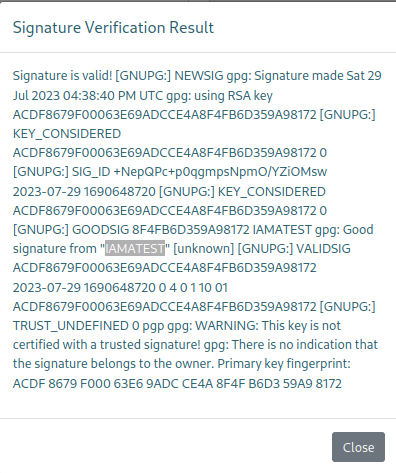 Signature Verification Result
Signature is valid! [GNUPG:] NEWSIG gpg: Signature made Sat 29
Jul 2023 04:38:40 PM UTC gpg: using RSA key
ACDF8679F00063E69ADCCE4A8F4FB6D359A98172 [GNUPG:]
KEY_CONSIDERED
ACDF8679F00063E69ADCCE4A8F4FB6D359A98172 0
[GNUPG:] SIG_ID +NepQPc+p0qgmpsNpmO/YZiOMsw
2023-07-29 1690648720 [GNUPG:] KEY_CONSIDERED
ACDF8679F00063E69ADCCE4A8F4FB6D359A98172 0
[GNUPG:] GOODSIG 8F4FB6D359A98172 IAMATEST gpg: Good
signature from "IAMATEST" [unknown] [GNUPG:] VALIDSIG
ACDF8679F00063E69ADCCE4A8F4FB6D359A98172
2023-07-29 1690648720 0 4 0 1 10 01
ACDF8679F00063E69ADCCE4A8F4FB6D359A98172 [GNUPG:]
TRUST_UNDEFINED 0 pgp gpg: WARNING: This key is not
certified with a trusted signature! gpg: There is no indication that
the signature belongs to the owner. Primary key fingerprint:
ACDF 8679 F000 63E6 9ADC CE4A 8F4F B6D3 59A9 8172
Close